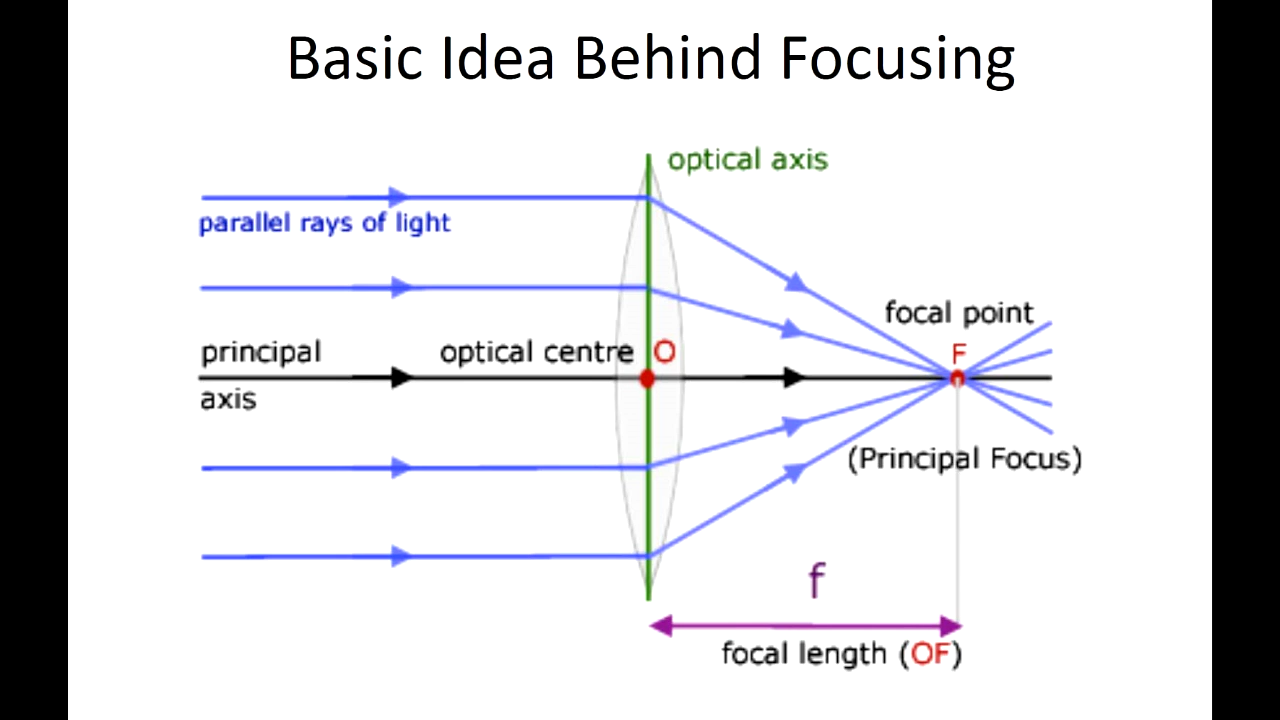 Basic Idea Behind Focusing
optical axis
parallel rays of light
focal point
principal
optical centre O
F
axis
(Principal Focus)
f
focal length (OF)